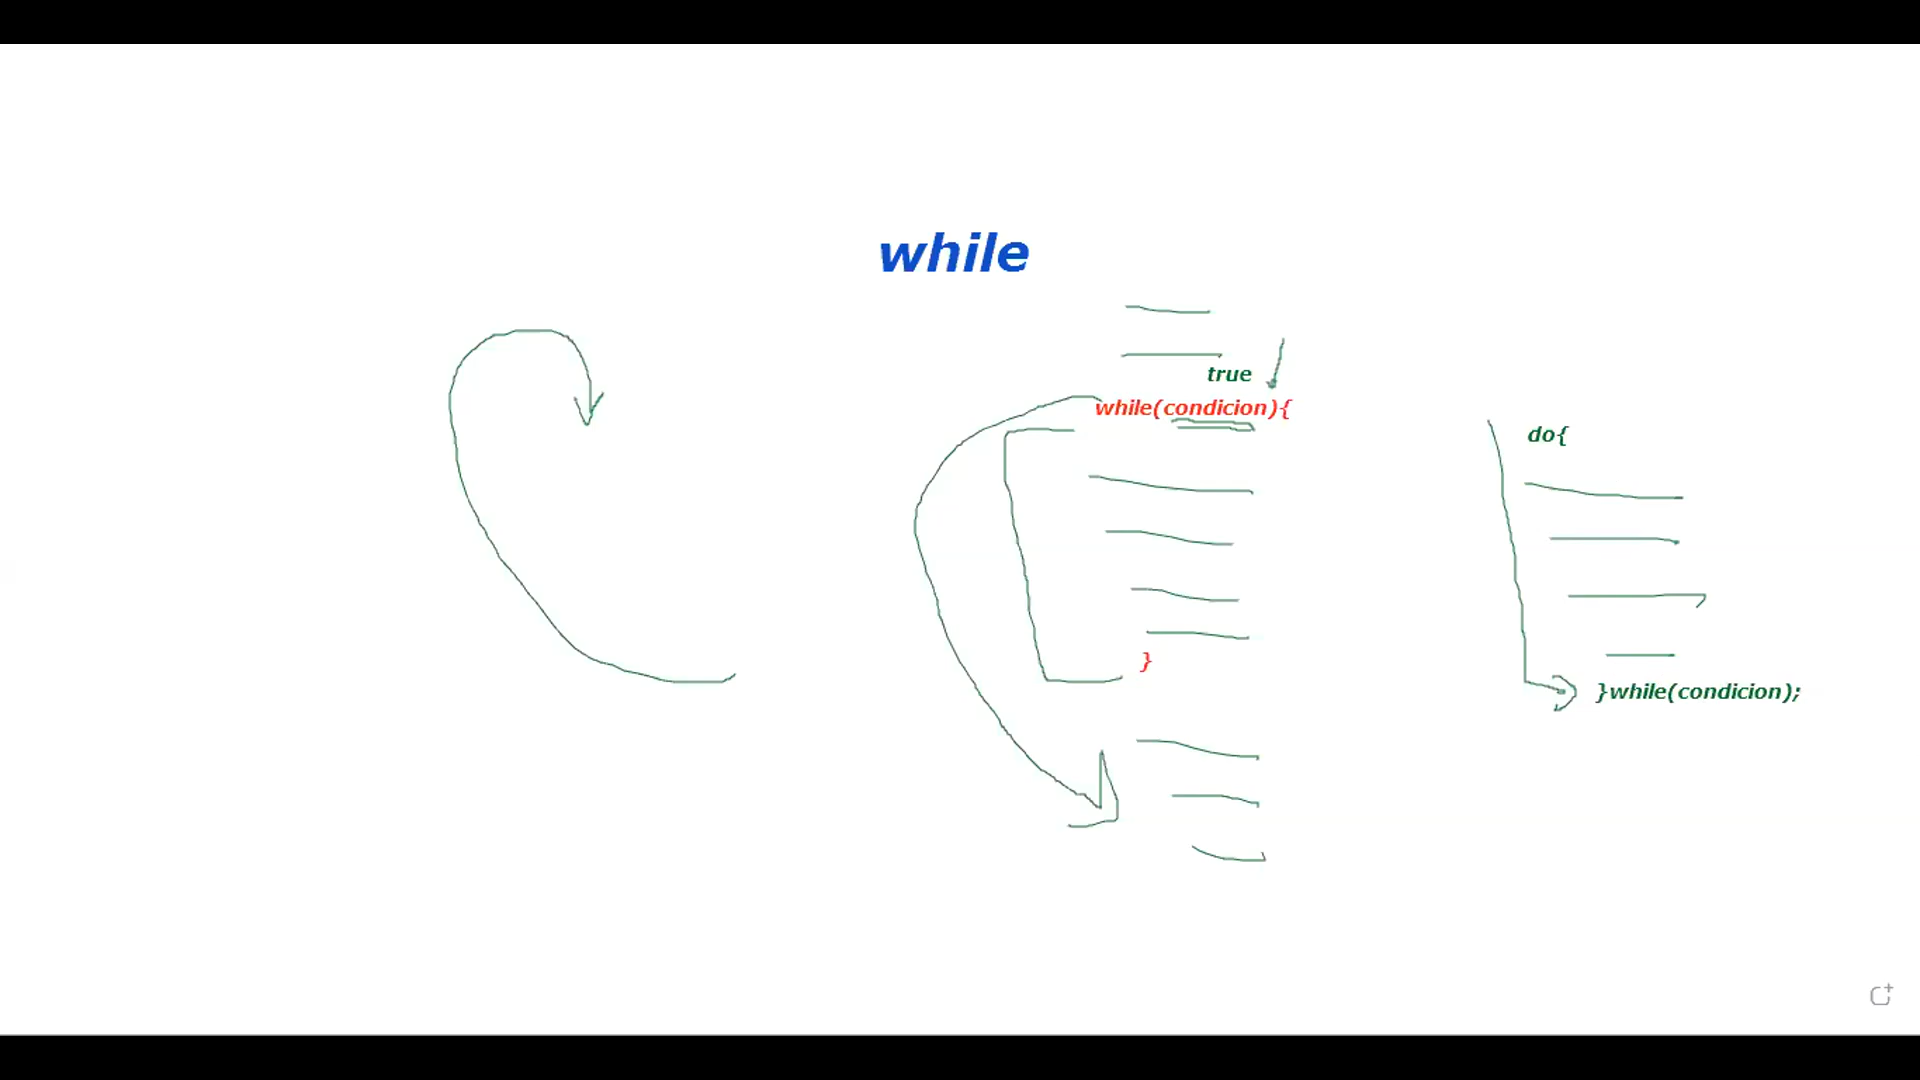 while
true
while(condicion){
}
do{
}while(condicion);